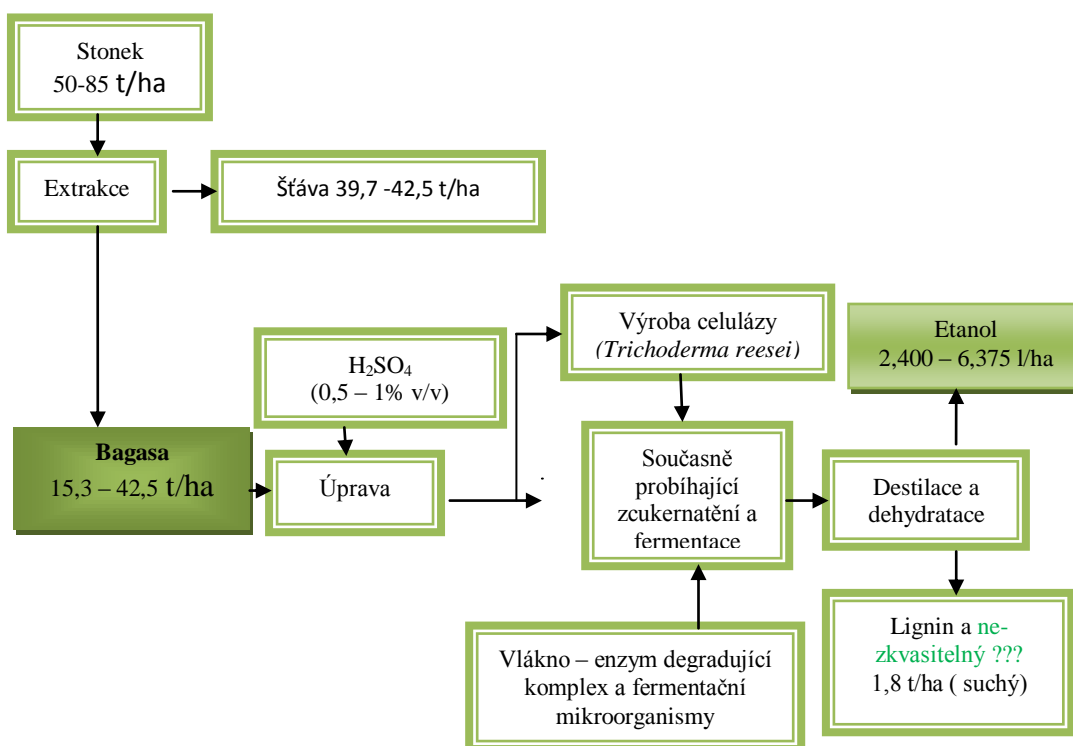 Stonek
50-85 t/ha
Extrakce
Šťáva 39,7 -42,5 t/ha
Výroba celulázy
(Trichoderma reesei)
Etanol
2,400 – 6,375 l/ha
H₂SO₄
(0,5 – 1% v/v)
Bagasa
15,3 – 42,5 t/ha
Úprava
Současně
probíhající
zcukernatění a
fermentace
Destilace a
dehydratace
Vlákno – enzym degradující
komplex a fermentační
mikroorganismy
Lignin a ne-
zkvasitelný ???
1,8 t/ha ( suchý)